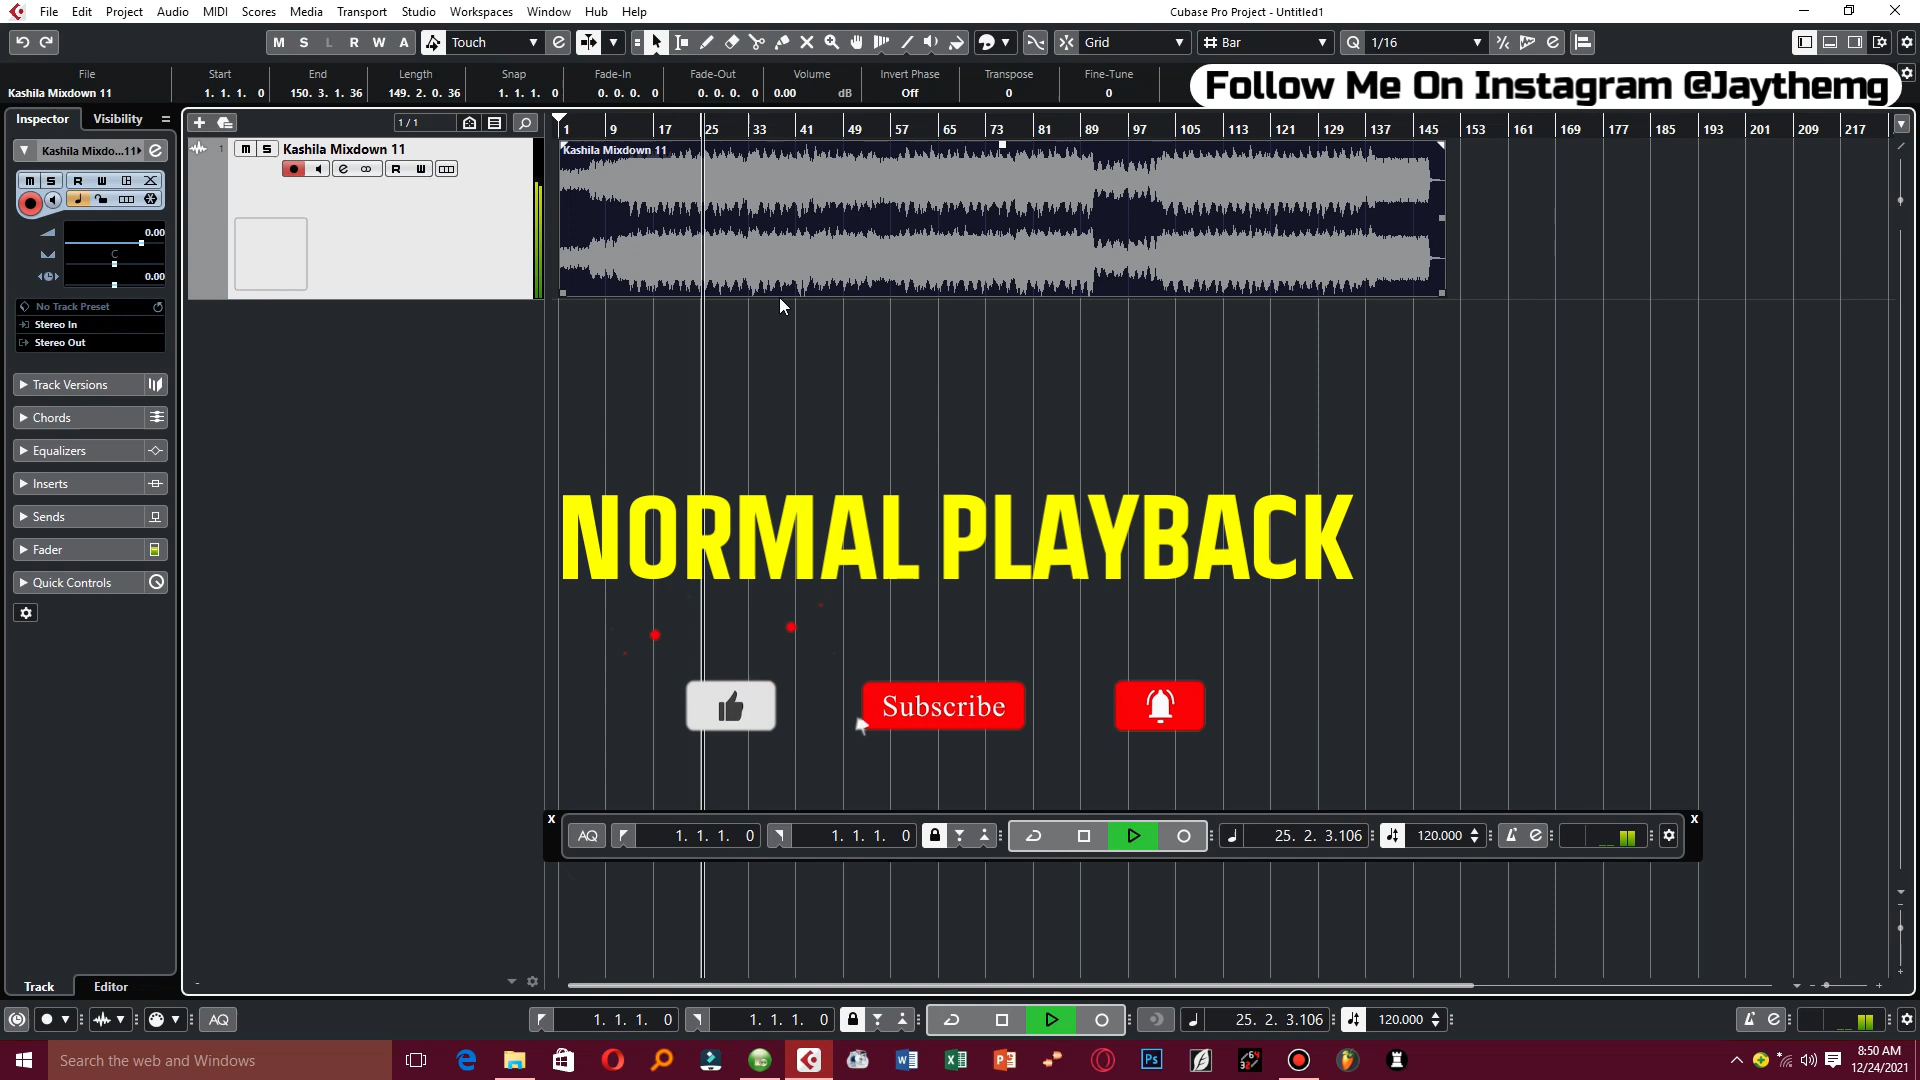 File Edit Project Audio MIDI Scores Media Transport Studio Workspaces Window Hub Help
Cubase Pro Project - Untitled1
M S L R W A Touch Grid Bar Q 1/16
File Start End Length Snap Fade-In Fade-Out Volume Invert Phase Transpose Fine-Tune
Kashila Mixdown 11 1. 1. 1. 0 150. 3. 1. 36 149. 2. 0. 36 1. 1. 1. 0 0. 0. 0. 0 0. 0. 0. 0 0.00 dB Off 0 0
Follow Me On Instagram @Jaythemg
Inspector Visibility
1 / 1
1 9 17 25 33 41 49 57 65 73 81 89 97 105 113 121 129 137 145 153 161 169 177 185 193 201 209 217
Kashila Mixdo...11
M S R W
0.00
C
0.00
No Track Preset
Stereo In
Stereo Out
1 M S Kashila Mixdown 11
R W
Kashila Mixdown 11
Track Versions
Chords
Equalizers
Inserts
Sends
Fader
Quick Controls
NORMAL PLAYBACK
Subscribe
X X
AQ 1. 1. 1. 0 1. 1. 1. 0 25. 2. 3.106 120.000
Track Editor
AQ 1. 1. 1. 0 1. 1. 1. 0 25. 2. 3.106 120.000
Search the web and Windows
8:50 AM
12/24/2021